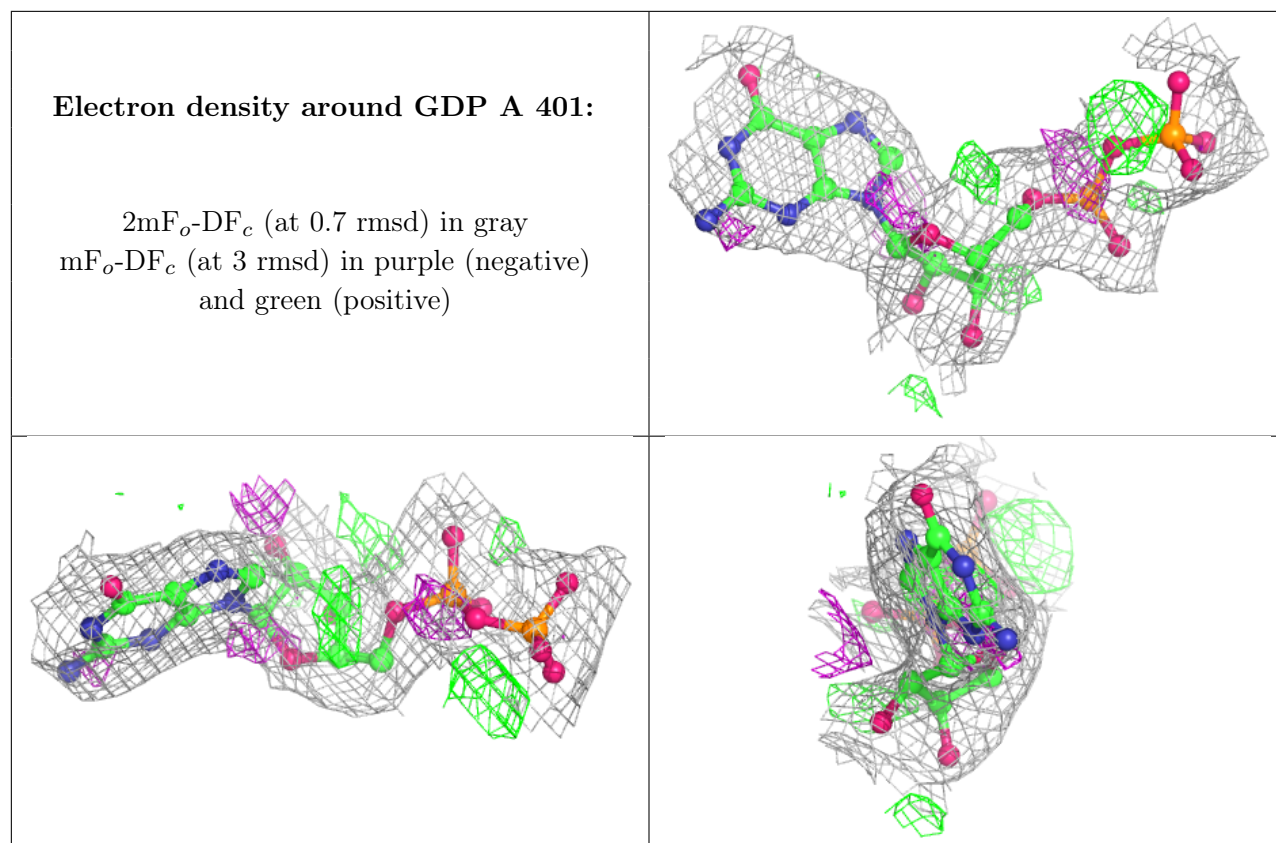 Electron density around GDP A 401:
2mFₒ-DF𝒸 (at 0.7 rmsd) in gray
mFₒ-DF𝒸 (at 3 rmsd) in purple (negative)
and green (positive)